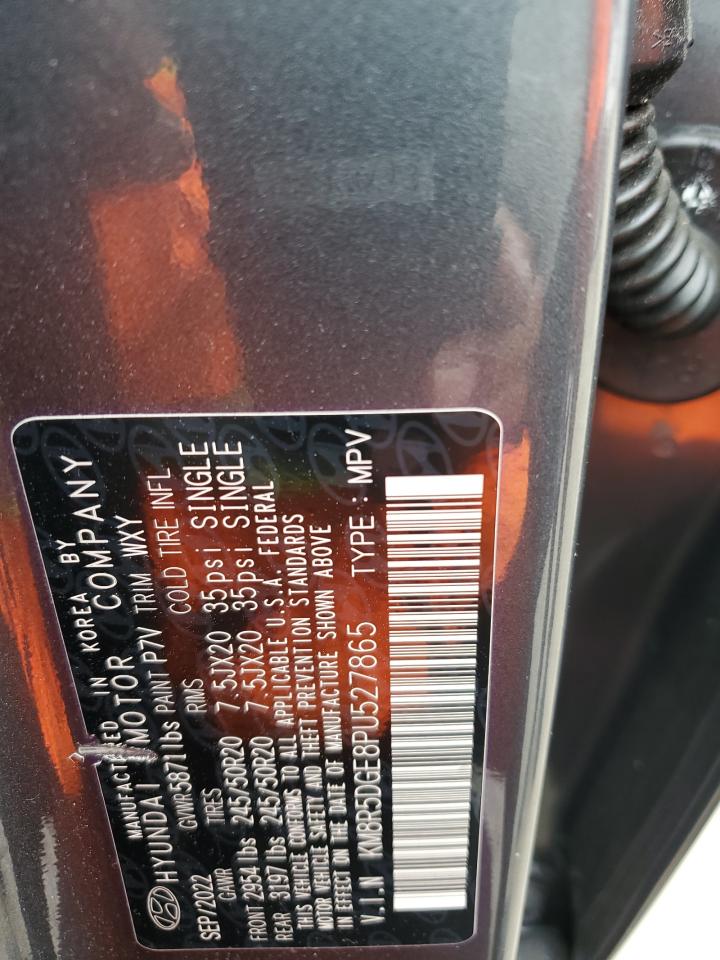 MANUFACTURED IN KOREA BY
HYUNDAI MOTOR COMPANY
SEP/2022 GVWR 5871lbs PAINT P7V TRIM WXY
GAWR TIRES RMS COLD TIRE INFL
FRONT 2954lbs 245/50R20 7.5JX20 35psi SINGLE
REAR 3197lbs 245/50R20 7.5JX20 35psi SINGLE
THIS VEHICLE CONFORMS TO ALL APPLICABLE U.S.A. FEDERAL
MOTOR VEHICLE SAFETY AND THEFT PREVENTION STANDARDS
IN EFFECT ON THE DATE OF MANUFACTURE SHOWN ABOVE
V.I.N KM8R5DGE8PU527865 TYPE : MPV